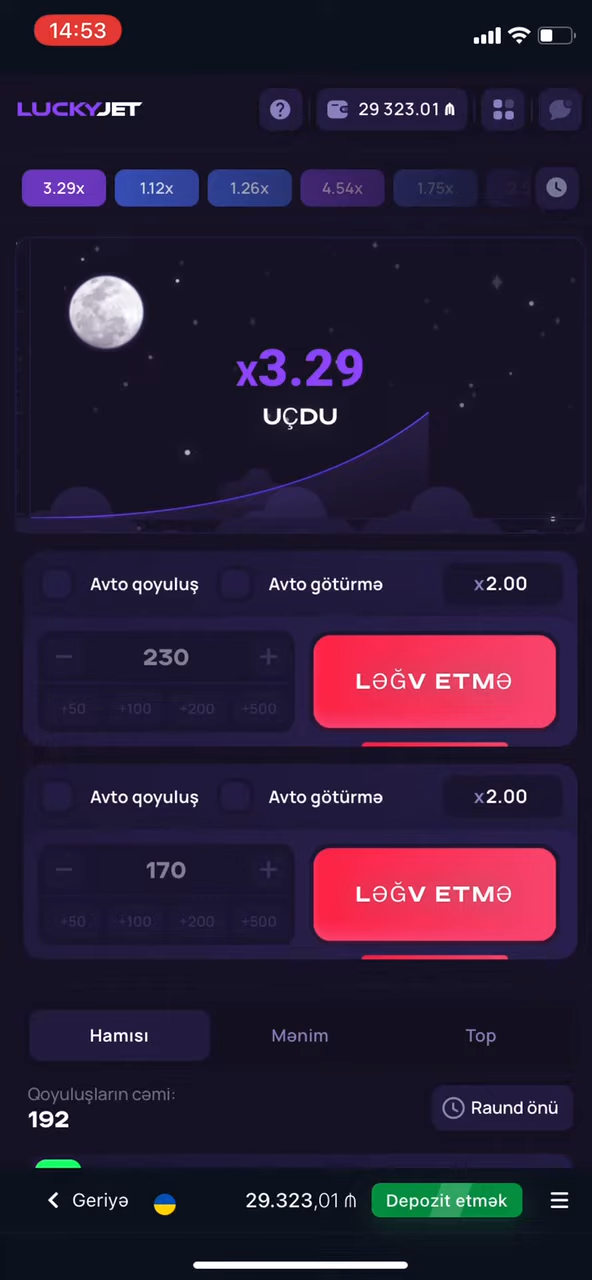 14:53
LUCKYJET
?
29 323.01 ₼
3.29x 1.12x 1.26x 4.54x 1.75x
x3.29
UÇDU
Avto qoyuluş Avto götürmə x2.00
− 230 +
+50 +100 +200 +500
LƏĞV ETMƏ
Avto qoyuluş Avto götürmə x2.00
− 170 +
+50 +100 +200 +500
LƏĞV ETMƏ
Hamısı Mənim Top
Qoyuluşların cəmi:
192
Raund önü
Geriyə
29.323,01 ₼
Depozit etmək